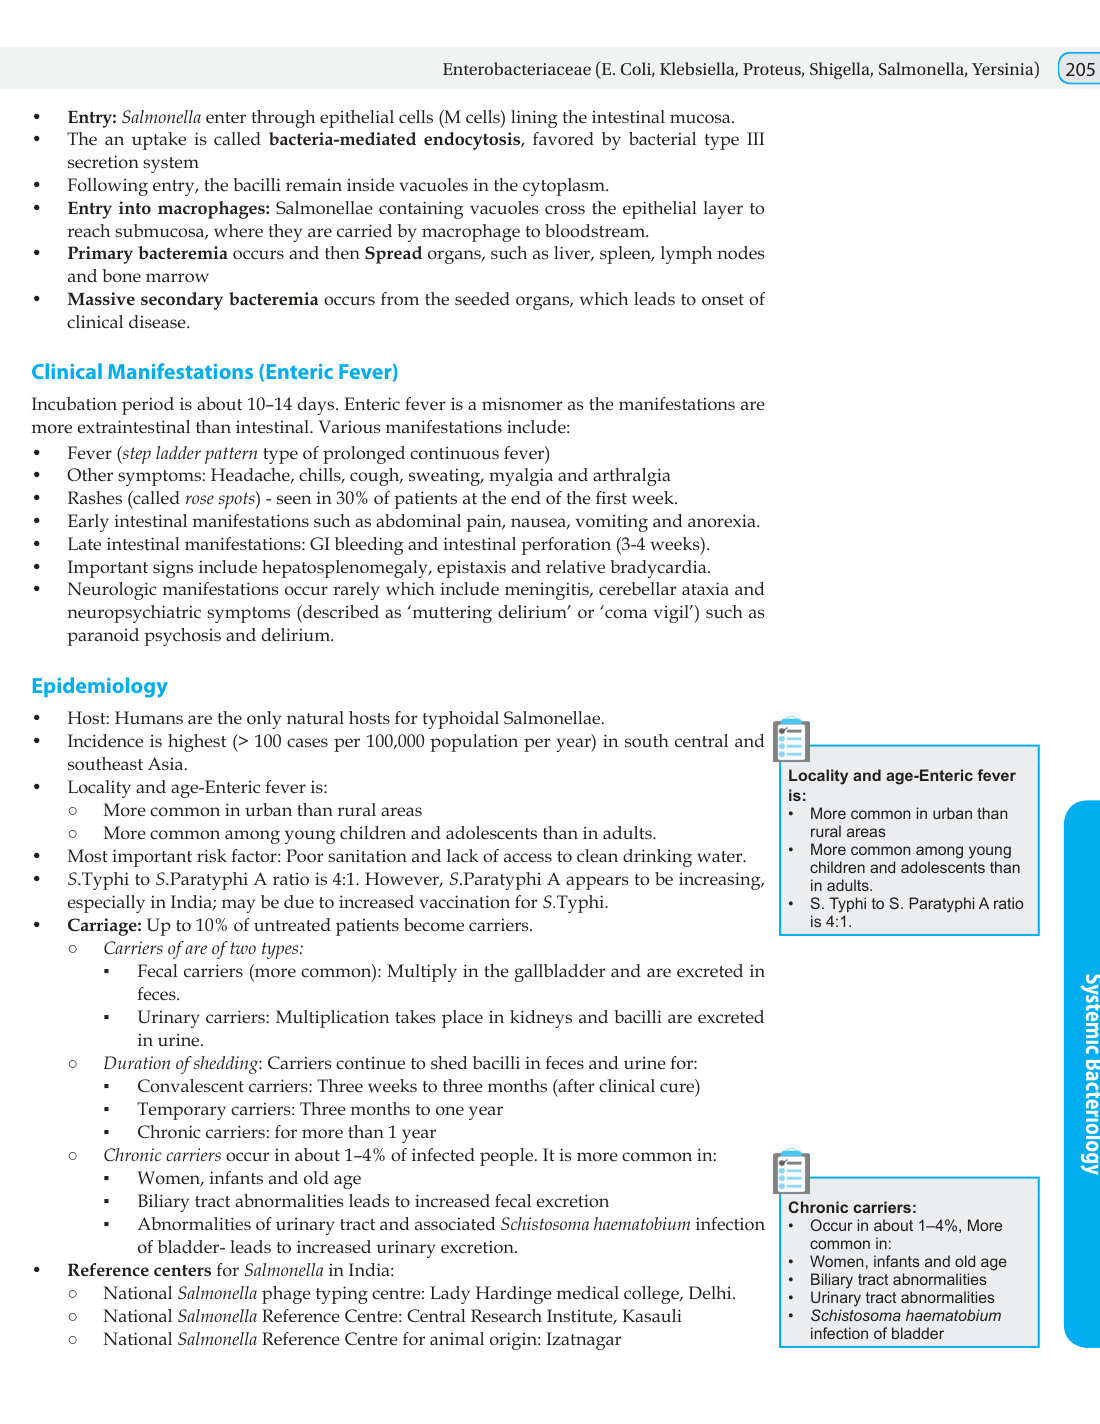 Enterobacteriaceae (E. Coli, Klebsiella, Proteus, Shigella, Salmonella, Yersinia) 205
• Entry: Salmonella enter through epithelial cells (M cells) lining the intestinal mucosa.
• The an uptake is called bacteria-mediated endocytosis, favored by bacterial type III
secretion system
• Following entry, the bacilli remain inside vacuoles in the cytoplasm.
• Entry into macrophages: Salmonellae containing vacuoles cross the epithelial layer to
reach submucosa, where they are carried by macrophage to bloodstream.
• Primary bacteremia occurs and then Spread organs, such as liver, spleen, lymph nodes
and bone marrow
• Massive secondary bacteremia occurs from the seeded organs, which leads to onset of
clinical disease.
Clinical Manifestations (Enteric Fever)
Incubation period is about 10–14 days. Enteric fever is a misnomer as the manifestations are
more extraintestinal than intestinal. Various manifestations include:
• Fever (step ladder pattern type of prolonged continuous fever)
• Other symptoms: Headache, chills, cough, sweating, myalgia and arthralgia
• Rashes (called rose spots) - seen in 30% of patients at the end of the first week.
• Early intestinal manifestations such as abdominal pain, nausea, vomiting and anorexia.
• Late intestinal manifestations: GI bleeding and intestinal perforation (3-4 weeks).
• Important signs include hepatosplenomegaly, epistaxis and relative bradycardia.
• Neurologic manifestations occur rarely which include meningitis, cerebellar ataxia and
neuropsychiatric symptoms (described as ‘muttering delirium’ or ‘coma vigil’) such as
paranoid psychosis and delirium.
Epidemiology
• Host: Humans are the only natural hosts for typhoidal Salmonellae.
• Incidence is highest (> 100 cases per 100,000 population per year) in south central and
southeast Asia.
• Locality and age-Enteric fever is:
○ More common in urban than rural areas
○ More common among young children and adolescents than in adults.
• Most important risk factor: Poor sanitation and lack of access to clean drinking water.
• S.Typhi to S.Paratyphi A ratio is 4:1. However, S.Paratyphi A appears to be increasing,
especially in India; may be due to increased vaccination for S.Typhi.
• Carriage: Up to 10% of untreated patients become carriers.
○ Carriers of are of two types:
▪ Fecal carriers (more common): Multiply in the gallbladder and are excreted in
feces.
▪ Urinary carriers: Multiplication takes place in kidneys and bacilli are excreted
in urine.
○ Duration of shedding: Carriers continue to shed bacilli in feces and urine for:
▪ Convalescent carriers: Three weeks to three months (after clinical cure)
▪ Temporary carriers: Three months to one year
▪ Chronic carriers: for more than 1 year
○ Chronic carriers occur in about 1–4% of infected people. It is more common in:
▪ Women, infants and old age
▪ Biliary tract abnormalities leads to increased fecal excretion
▪ Abnormalities of urinary tract and associated Schistosoma haematobium infection
of bladder- leads to increased urinary excretion.
• Reference centers for Salmonella in India:
○ National Salmonella phage typing centre: Lady Hardinge medical college, Delhi.
○ National Salmonella Reference Centre: Central Research Institute, Kasauli
○ National Salmonella Reference Centre for animal origin: Izatnagar
Locality and age-Enteric fever
is:
• More common in urban than
rural areas
• More common among young
children and adolescents than
in adults.
• S. Typhi to S. Paratyphi A ratio
is 4:1.
Chronic carriers:
• Occur in about 1–4%, More
common in:
• Women, infants and old age
• Biliary tract abnormalities
• Urinary tract abnormalities
• Schistosoma haematobium
infection of bladder
Systemic Bacteriology